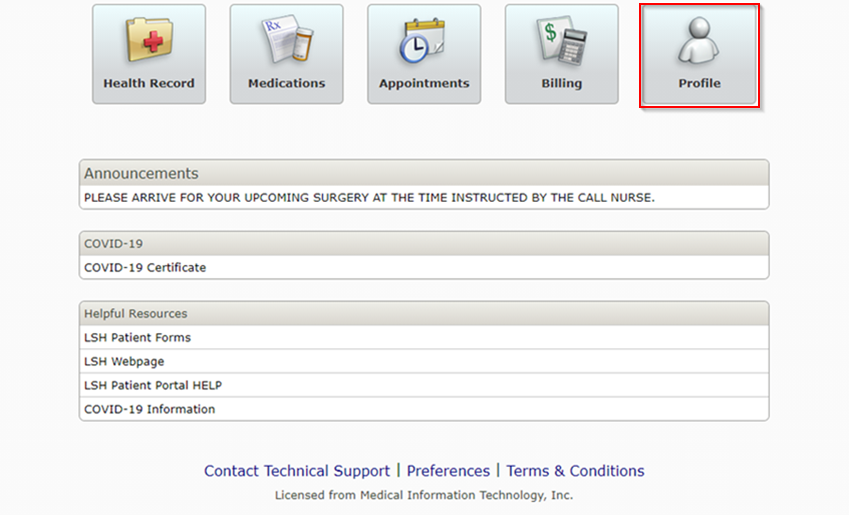 Rx
$
Health Record
Medications
Appointments
Billing
Profile
Announcements
PLEASE ARRIVE FOR YOUR UPCOMING SURGERY AT THE TIME INSTRUCTED BY THE CALL NURSE.
COVID-19
COVID-19 Certificate
Helpful Resources
LSH Patient Forms
LSH Webpage
LSH Patient Portal HELP
COVID-19 Information
Contact Technical Support | Preferences | Terms & Conditions
Licensed from Medical Information Technology, Inc.